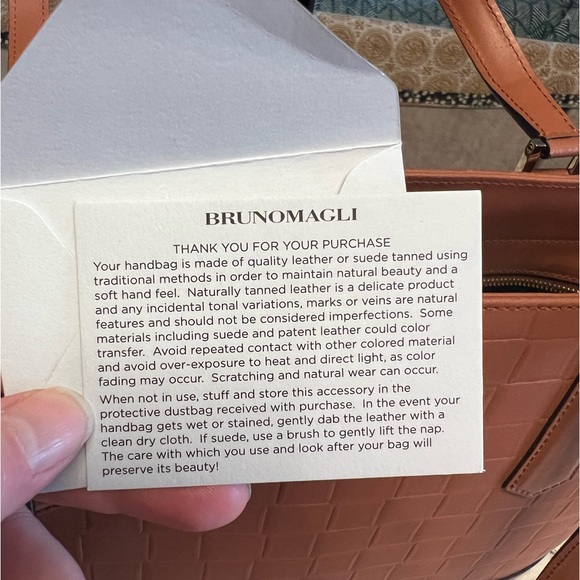 BRUNOMAGLI
THANK YOU FOR YOUR PURCHASE
Your handbag is made of quality leather or suede tanned using
traditional methods in order to maintain natural beauty and a
soft hand feel. Naturally tanned leather is a delicate product
and any incidental tonal variations, marks or veins are natural
features and should not be considered imperfections. Some
materials including suede and patent leather could color
transfer. Avoid repeated contact with other colored material
and avoid over-exposure to heat and direct light, as color
fading may occur. Scratching and natural wear can occur.
When not in use, stuff and store this accessory in the
protective dustbag received with purchase. In the event your
handbag gets wet or stained, gently dab the leather with a
clean dry cloth. If suede, use a brush to gently lift the nap.
The care with which you use and look after your bag will
preserve its beauty!